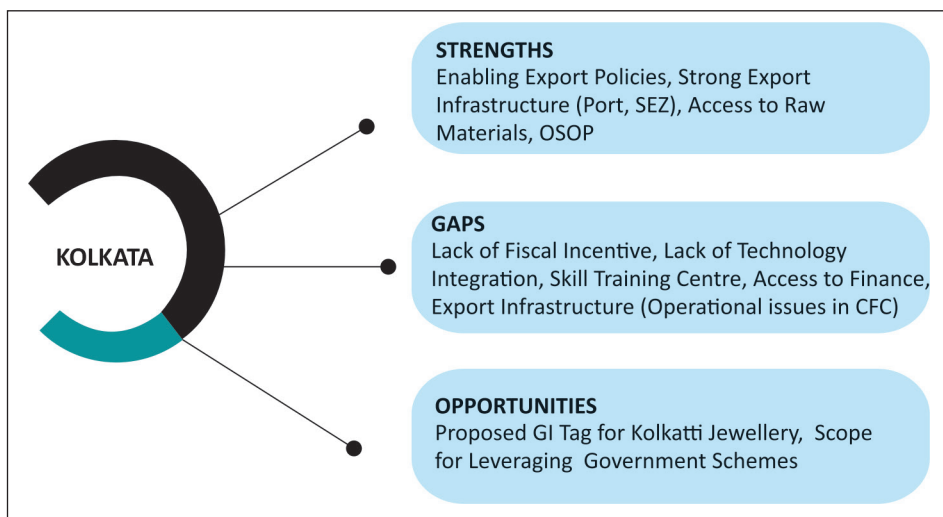 KOLKATA
STRENGTHS
Enabling Export Policies, Strong Export
Infrastructure (Port, SEZ), Access to Raw
Materials, OSOP
GAPS
Lack of Fiscal Incentive, Lack of Technology
Integration, Skill Training Centre, Access to Finance,
Export Infrastructure (Operational issues in CFC)
OPPORTUNITIES
Proposed GI Tag for Kolkatti Jewellery, Scope
for Leveraging Government Schemes